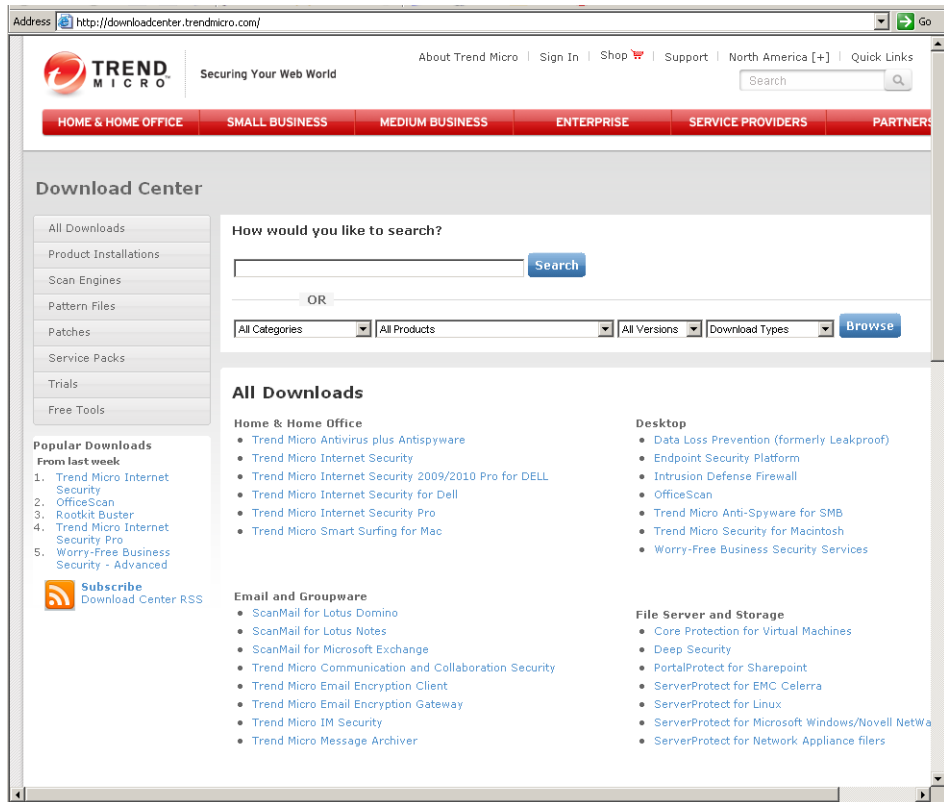 Address http://downloadcenter.trendmicro.com/ Go
TREND MICRO
Securing Your Web World
About Trend Micro | Sign In | Shop | Support | North America [+] | Quick Links
Search
HOME & HOME OFFICE SMALL BUSINESS MEDIUM BUSINESS ENTERPRISE SERVICE PROVIDERS PARTNERS
Download Center
All Downloads
Product Installations
Scan Engines
Pattern Files
Patches
Service Packs
Trials
Free Tools
Popular Downloads
From last week
1. Trend Micro Internet
Security
2. OfficeScan
3. Rootkit Buster
4. Trend Micro Internet
Security Pro
5. Worry-Free Business
Security - Advanced
Subscribe
Download Center RSS
How would you like to search?
Search
OR
All Categories All Products All Versions Download Types Browse
All Downloads
Home & Home Office
Trend Micro Antivirus plus Antispyware
Trend Micro Internet Security
Trend Micro Internet Security 2009/2010 Pro for DELL
Trend Micro Internet Security for Dell
Trend Micro Internet Security Pro
Trend Micro Smart Surfing for Mac
Desktop
Data Loss Prevention (formerly Leakproof)
Endpoint Security Platform
Intrusion Defense Firewall
OfficeScan
Trend Micro Anti-Spyware for SMB
Trend Micro Security for Macintosh
Worry-Free Business Security Services
Email and Groupware
ScanMail for Lotus Domino
ScanMail for Lotus Notes
ScanMail for Microsoft Exchange
Trend Micro Communication and Collaboration Security
Trend Micro Email Encryption Client
Trend Micro Email Encryption Gateway
Trend Micro IM Security
Trend Micro Message Archiver
File Server and Storage
Core Protection for Virtual Machines
Deep Security
PortalProtect for Sharepoint
ServerProtect for EMC Celerra
ServerProtect for Linux
ServerProtect for Microsoft Windows/Novell NetWa
ServerProtect for Network Appliance filers